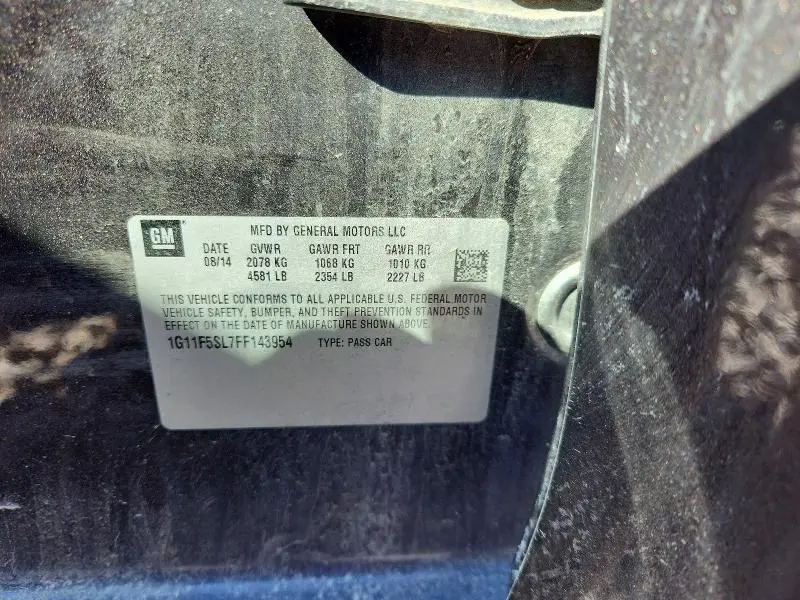 GM
MFD BY GENERAL MOTORS LLC
DATE GVWR GAWR FRT GAWR RR
08/14 2078 KG 1068 KG 1010 KG
4581 LB 2354 LB 2227 LB
THIS VEHICLE CONFORMS TO ALL APPLICABLE U.S. FEDERAL MOTOR
VEHICLE SAFETY, BUMPER, AND THEFT PREVENTION STANDARDS IN
EFFECT ON THE DATE OF MANUFACTURE SHOWN ABOVE.
1G11F5SL7FF143954 TYPE: PASS CAR